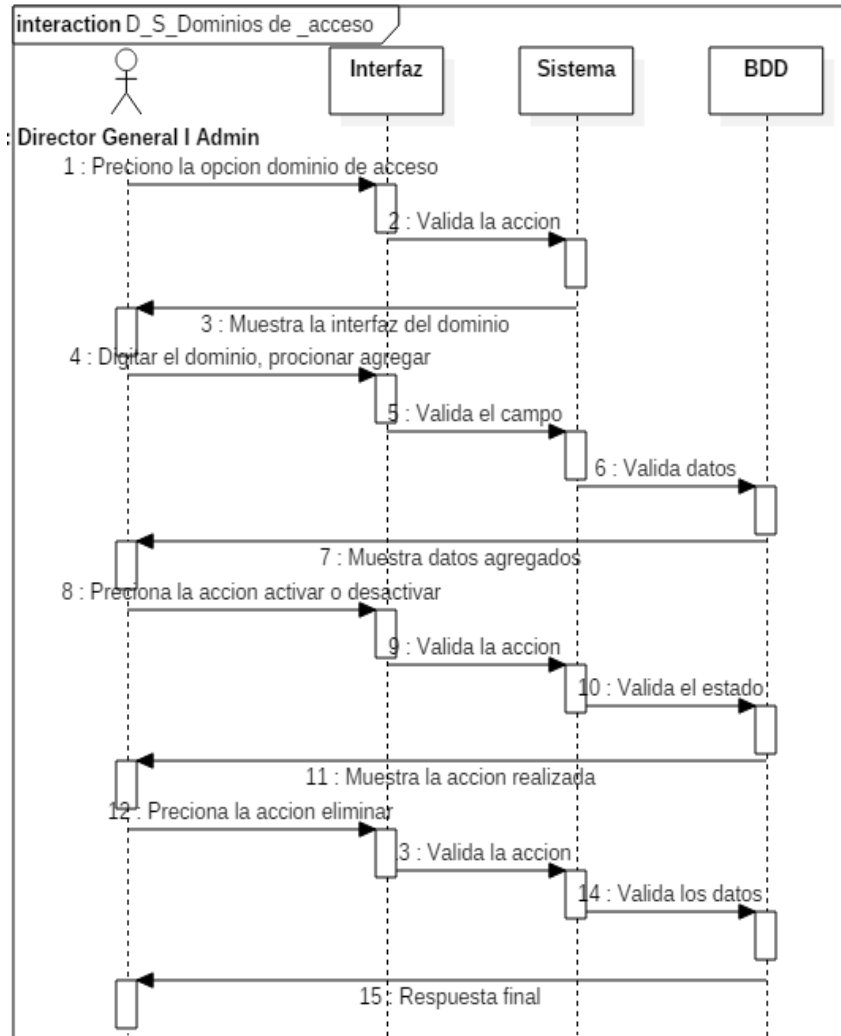 interaction D_S_Dominios de _acceso
Interfaz
Sistema
BDD
: Director General I Admin
1 : Preciono la opcion dominio de acceso
2 : Valida la accion
3 : Muestra la interfaz del dominio
4 : Digitar el dominio, procionar agregar
5 : Valida el campo
6 : Valida datos
7 : Muestra datos agregados
8 : Preciona la accion activar o desactivar
9 : Valida la accion
10 : Valida el estado
11 : Muestra la accion realizada
12 : Preciona la accion eliminar
3 : Valida la accion
14 : Valida los datos
15 : Respuesta final